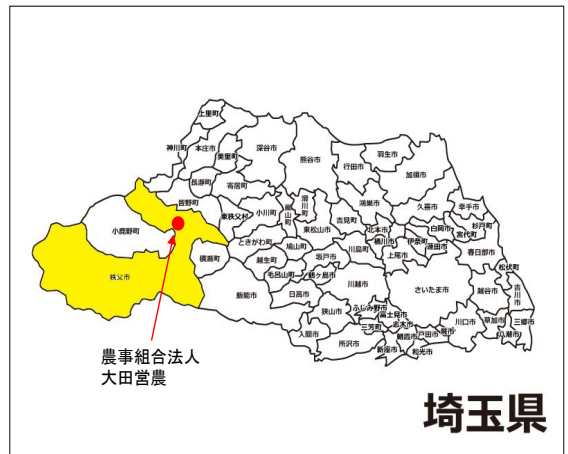 上里町
神川町
本庄市
美里町
深谷市
熊谷市
行田市
羽生市
加須市
長瀞町
寄居町
皆野町
東秩父村
小川町
嵐山町
滑川町
東松山市
吉見町
鴻巣市
北本市
桶川市
久喜市
幸手市
白岡市
宮代町
杉戸町
伊奈町
蓮田市
春日部市
上尾市
松伏町
小鹿野町
秩父市
横瀬町
ときがわ町
鳩山町
越生町
毛呂山町
坂戸市
鶴ヶ島市
川島町
川越市
飯能市
日高市
狭山市
入間市
所沢市
ふじみ野市
富士見市
三芳町
志木市
新座市
朝霞市
和光市
さいたま市
戸田市
蕨市
川口市
草加市
越谷市
吉川市
三郷市
八潮市
農事組合法人
大田営農
埼玉県